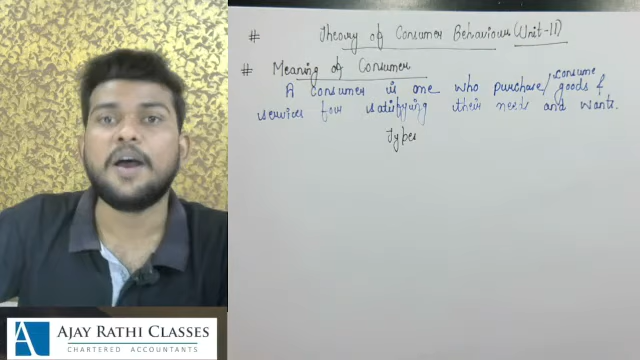 # Theory of Consumer Behaviour (Unit-II)
# Meaning of Consumer
A consumer is one who purchase/consume goods &
services for satisfying their need and wants.
Types
A AJAY RATHI CLASSES
CHARTERED ACCOUNTANTS